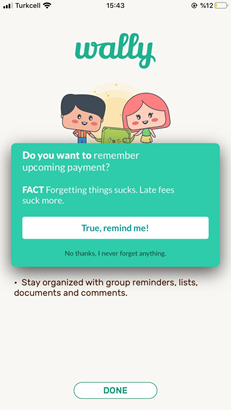 Turkcell 15:43 %12
wally
Do you want to remember
upcoming payment?
FACT Forgetting things sucks. Late fees
suck more.
True, remind me!
No thanks, I never forget anything.
• Stay organized with group reminders, lists,
documents and comments.
DONE